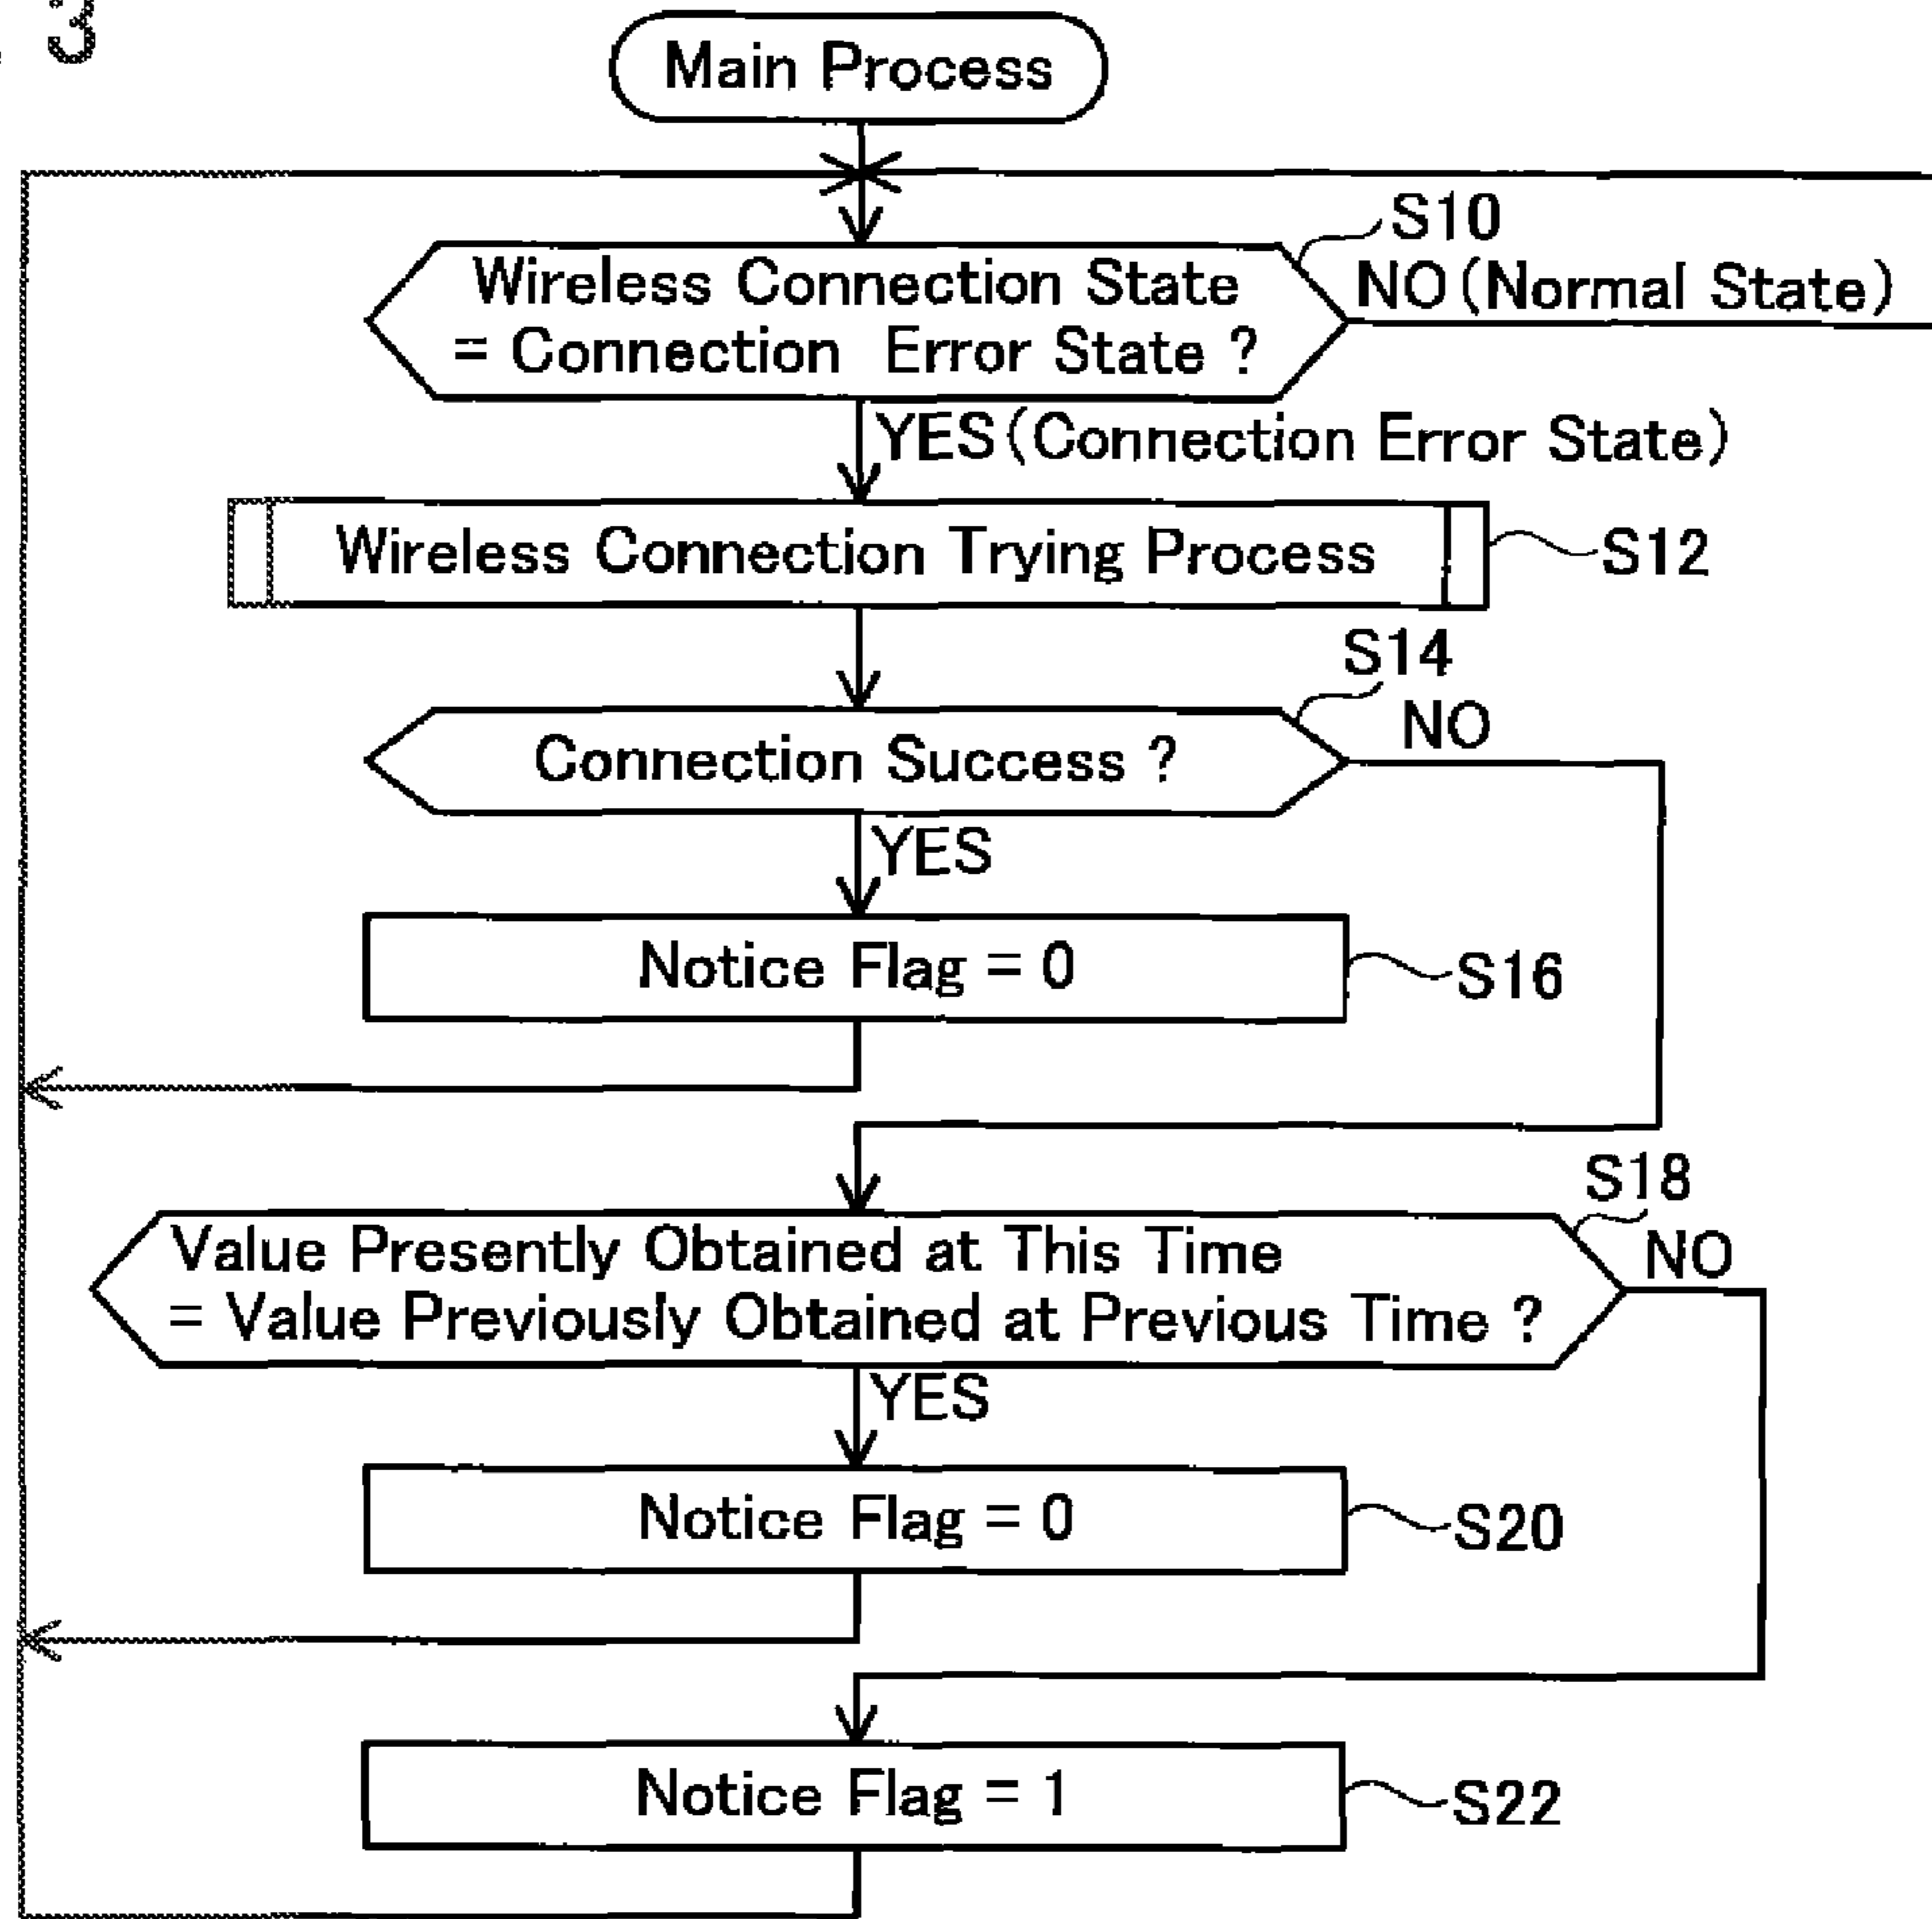 3
Main Process
S10
Wireless Connection State
= Connection Error State ?
NO (Normal State)
YES (Connection Error State)
Wireless Connection Trying Process
S12
S14
Connection Success ?
NO
YES
Notice Flag = 0
S16
S18
Value Presently Obtained at This Time
= Value Previously Obtained at Previous Time ?
NO
YES
Notice Flag = 0
S20
Notice Flag = 1
S22